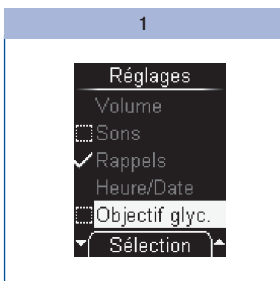 1
Réglages
Volume
Sons
Rappels
Heure/Date
Objectif glyc.
Sélection